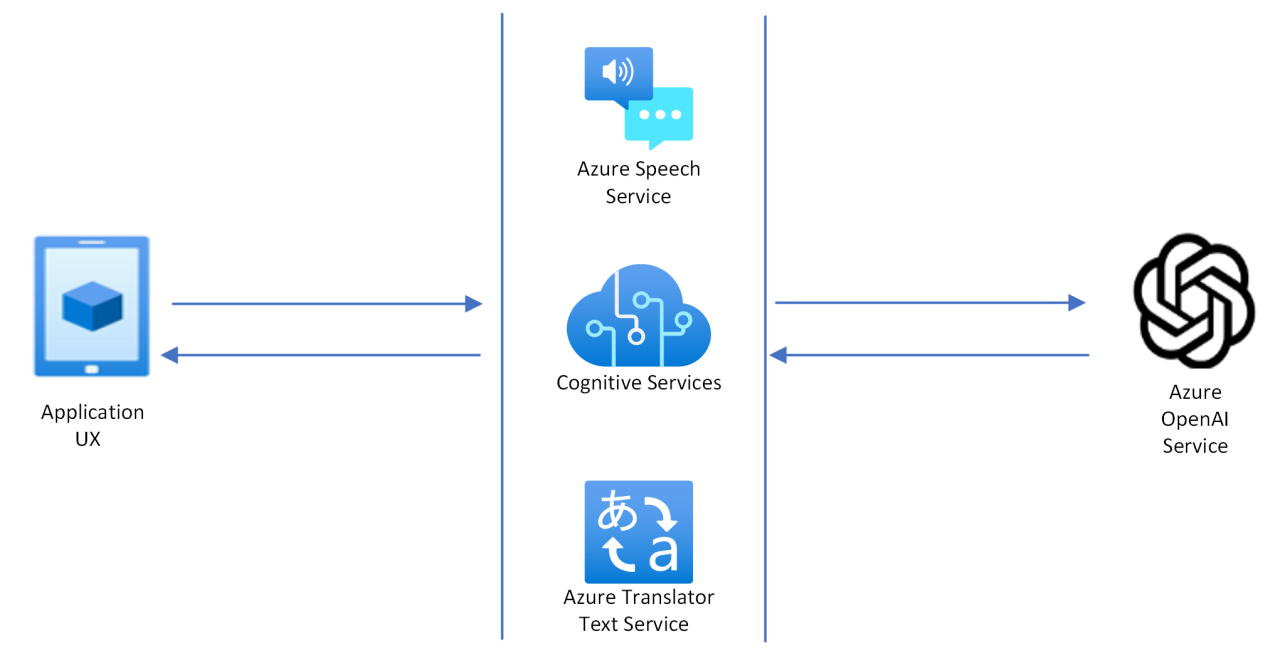 Azure Speech
Service
Cognitive Services
Application
UX
Azure
OpenAI
Service
あ
a
Azure Translator
Text Service